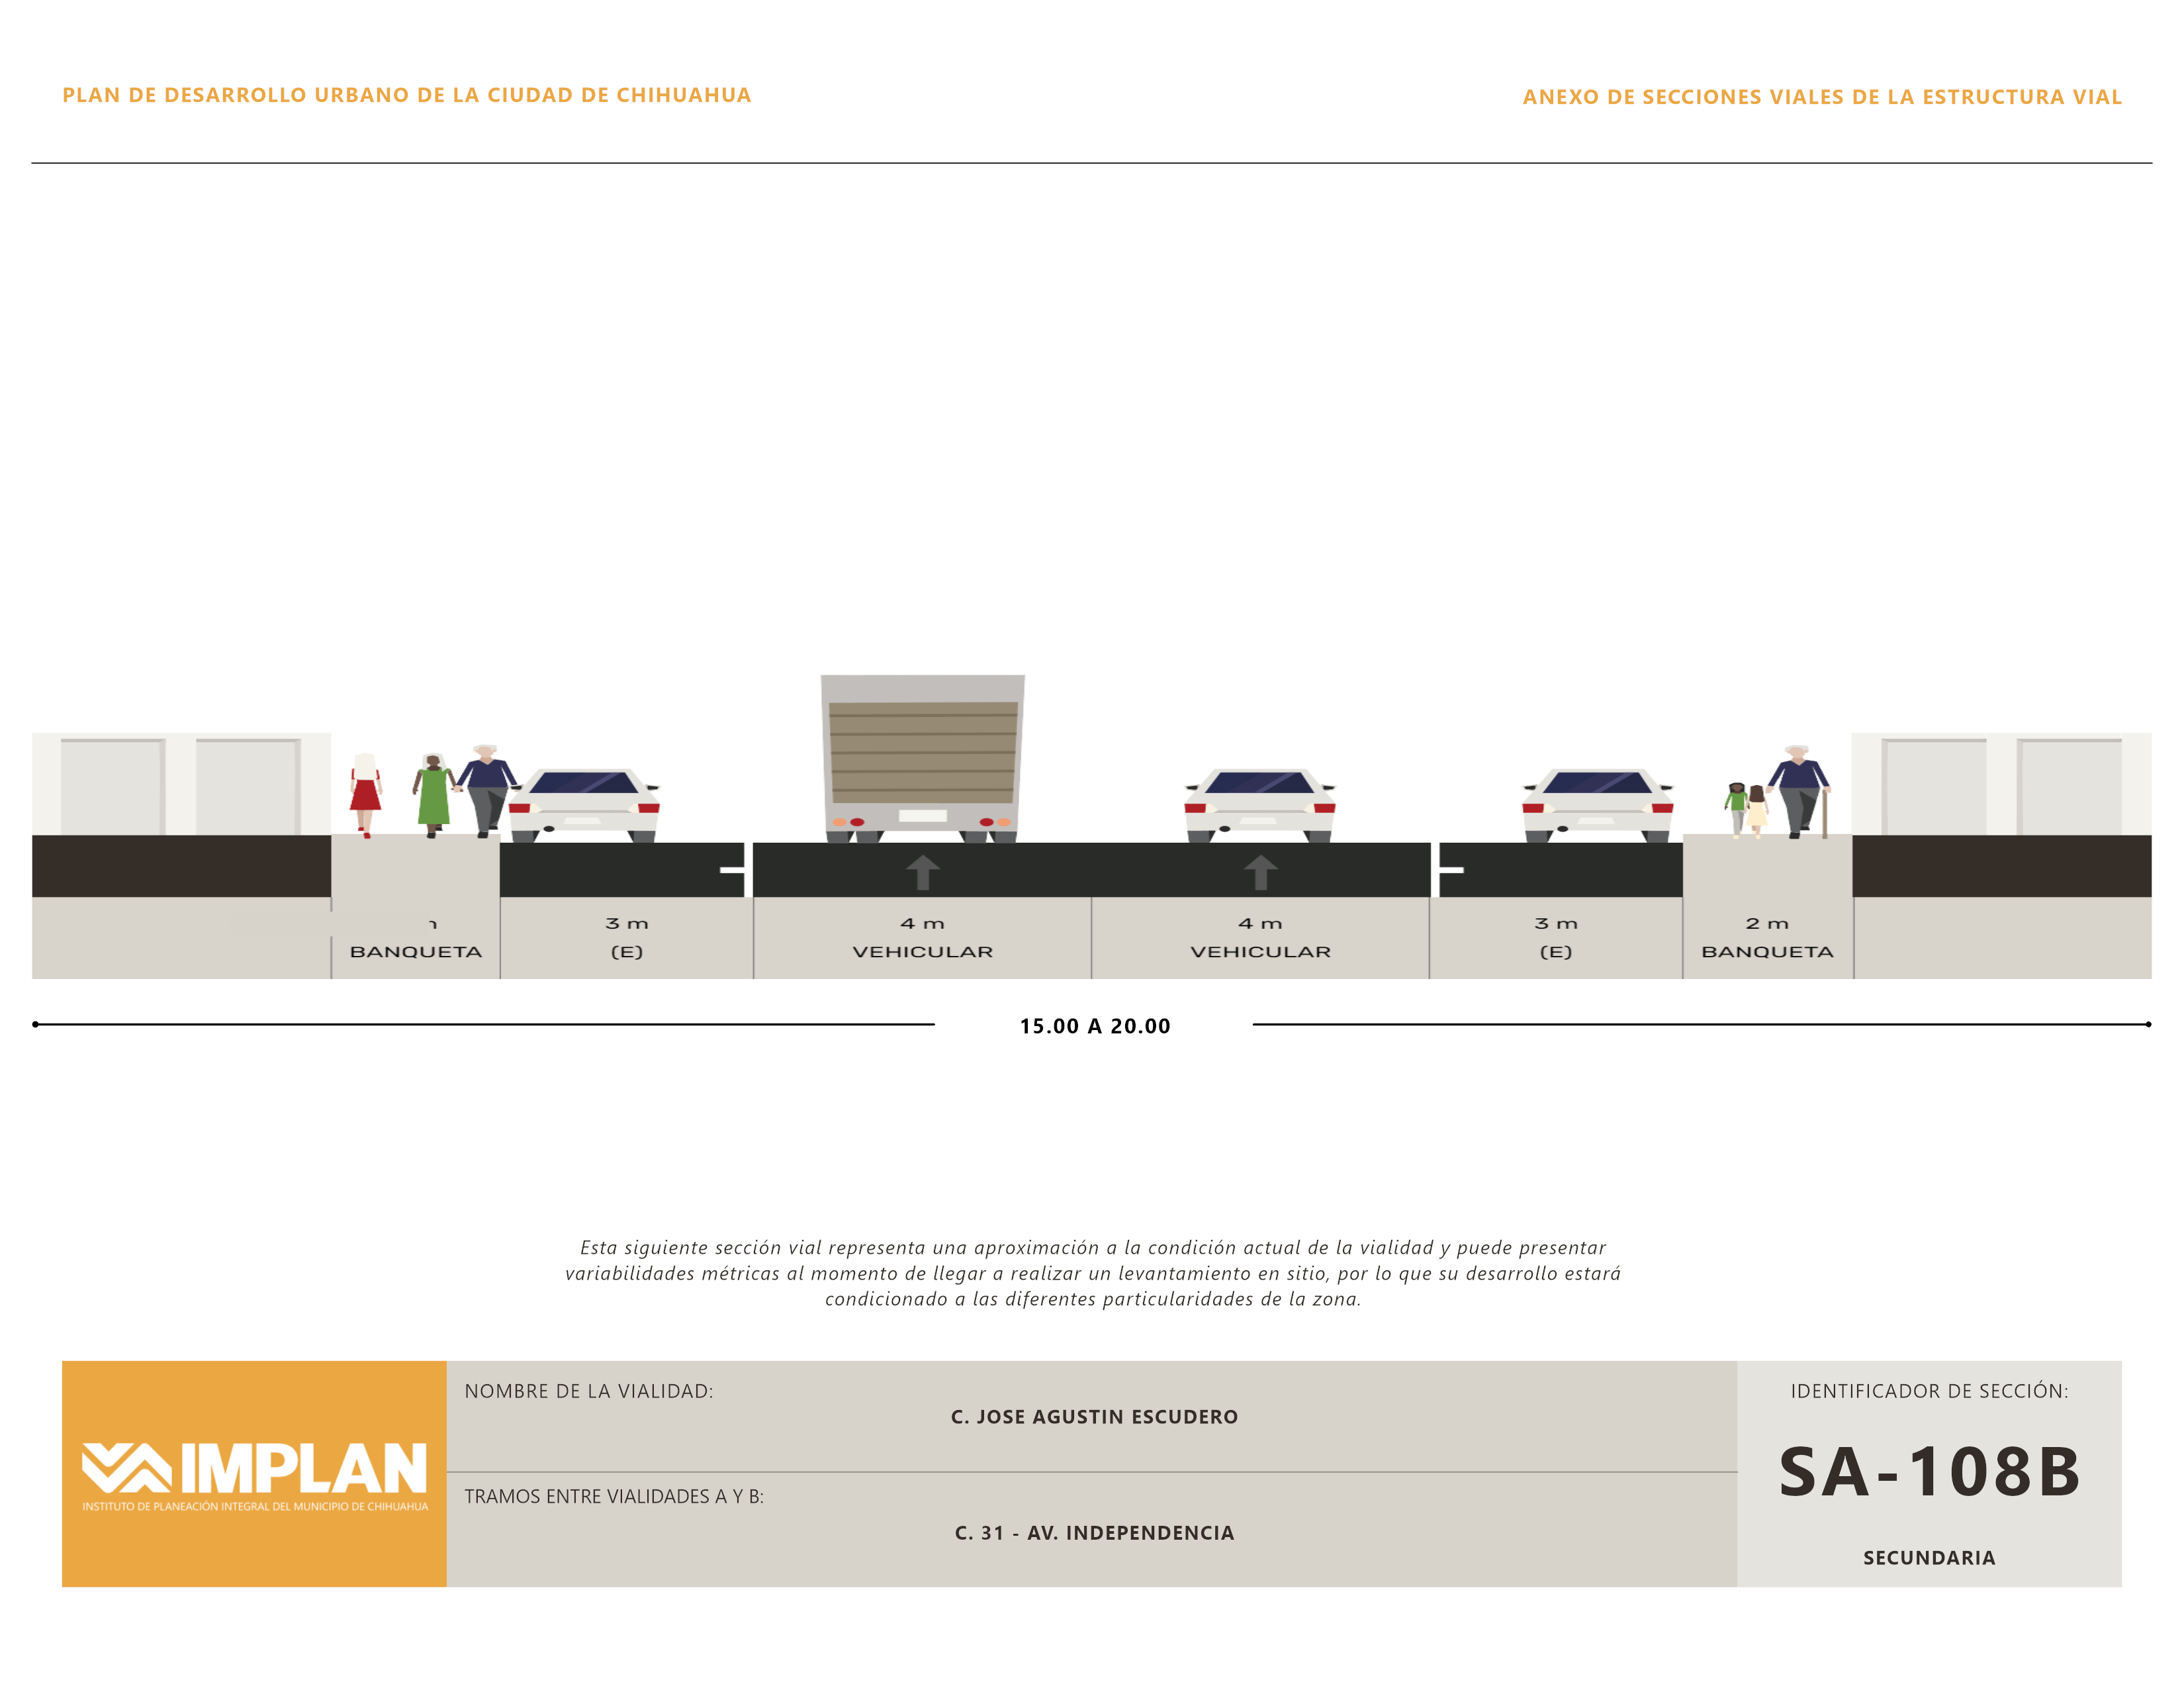 PLAN DE DESARROLLO URBANO DE LA CIUDAD DE CHIHUAHUA
ANEXO DE SECCIONES VIALES DE LA ESTRUCTURA VIAL
3 m
4 m
4 m
3 m
2 m
BANQUETA
(E)
VEHICULAR
VEHICULAR
(E)
BANQUETA
15.00 A 20.00
Esta siguiente sección vial representa una aproximación a la condición actual de la vialidad y puede presentar
variabilidades métricas al momento de llegar a realizar un levantamiento en sitio, por lo que su desarrollo estará
condicionado a las diferentes particularidades de la zona.
IMPLAN
INSTITUTO DE PLANEACIÓN INTEGRAL DEL MUNICIPIO DE CHIHUAHUA
NOMBRE DE LA VIALIDAD:
C. JOSE AGUSTIN ESCUDERO
TRAMOS ENTRE VIALIDADES A Y B:
C. 31 - AV. INDEPENDENCIA
IDENTIFICADOR DE SECCIÓN:
SA-108B
SECUNDARIA